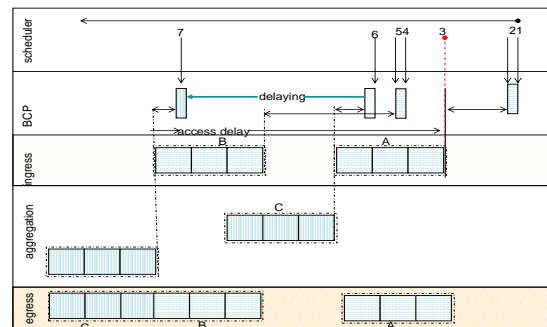 scheduler
7
6
54
3
21
BCP
delaying
access delay
ingress
B
A
aggregation
C
egress
C
B
A